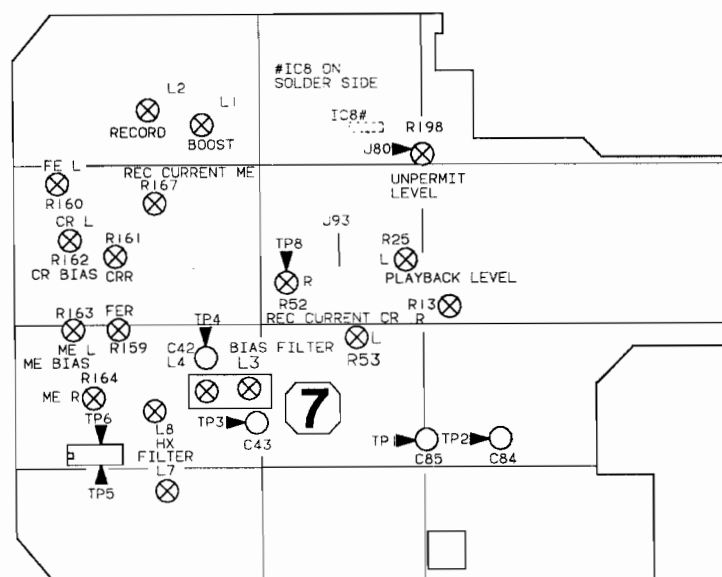 #IC8 ON
SOLDER SIDE
L2
L1
IC8#
RECORD
BOOST
R198
J80
FE L
REC CURRENT ME
R167
UNPERMIT
LEVEL
R160
CR L
R162
R161
CR BIAS
CRR
J93
TP8
R25
L
R
PLAYBACK LEVEL
R52
R13
REC CURRENT CR
R
R163
FER
TP4
ME L
R159
ME BIAS
C42
L4
BIAS FILTER
L3
L
R53
R164
ME R
TP6
7
L8
HX
FILTER
L7
TP3
C43
TP1
TP2
C85
C84
TP5